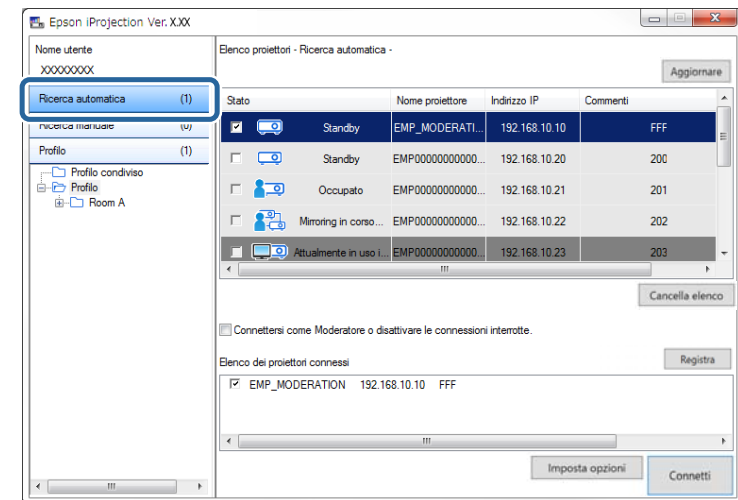 Epson iProjection Ver. X.XX
Nome utente
XXXXXXXX
Ricerca automatica (1)
Ricerca manuale (0)
Profilo (1)
Profilo condiviso
Profilo
Room A
Elenco proiettori - Ricerca automatica -
Aggiornare
Stato Nome proiettore Indirizzo IP Commenti
Standby EMP_MODERATI... 192.168.10.10 FFF
Standby EMP00000000000... 192.168.10.20 200
Occupato EMP00000000000... 192.168.10.21 201
Mirroring in corso... EMP00000000000... 192.168.10.22 202
Attualmente in uso i... EMP00000000000... 192.168.10.23 203
Cancella elenco
Connettersi come Moderatore o disattivare le connessioni interrotte.
Elenco dei proiettori connessi
Registra
EMP_MODERATION 192.168.10.10 FFF
Imposta opzioni
Connetti